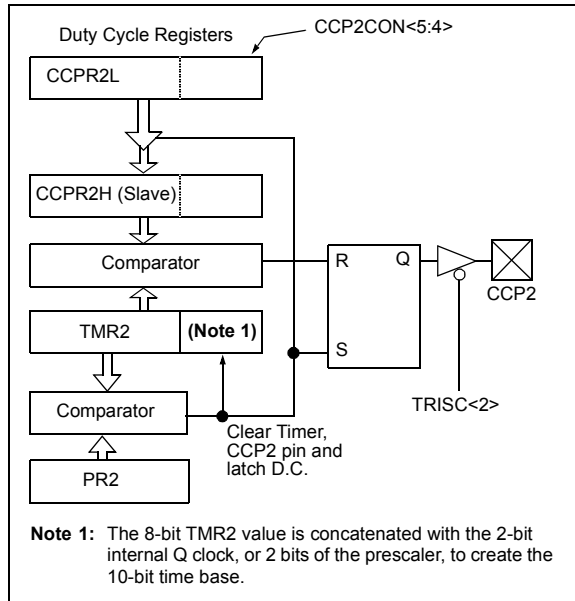 Duty Cycle Registers
CCP2CON<5:4>
CCPR2L
CCPR2H (Slave)
Comparator
R
Q
CCP2
TMR2
(Note 1)
S
TRISC<2>
Comparator
Clear Timer,
CCP2 pin and
latch D.C.
PR2
Note 1: The 8-bit TMR2 value is concatenated with the 2-bit
internal Q clock, or 2 bits of the prescaler, to create the
10-bit time base.